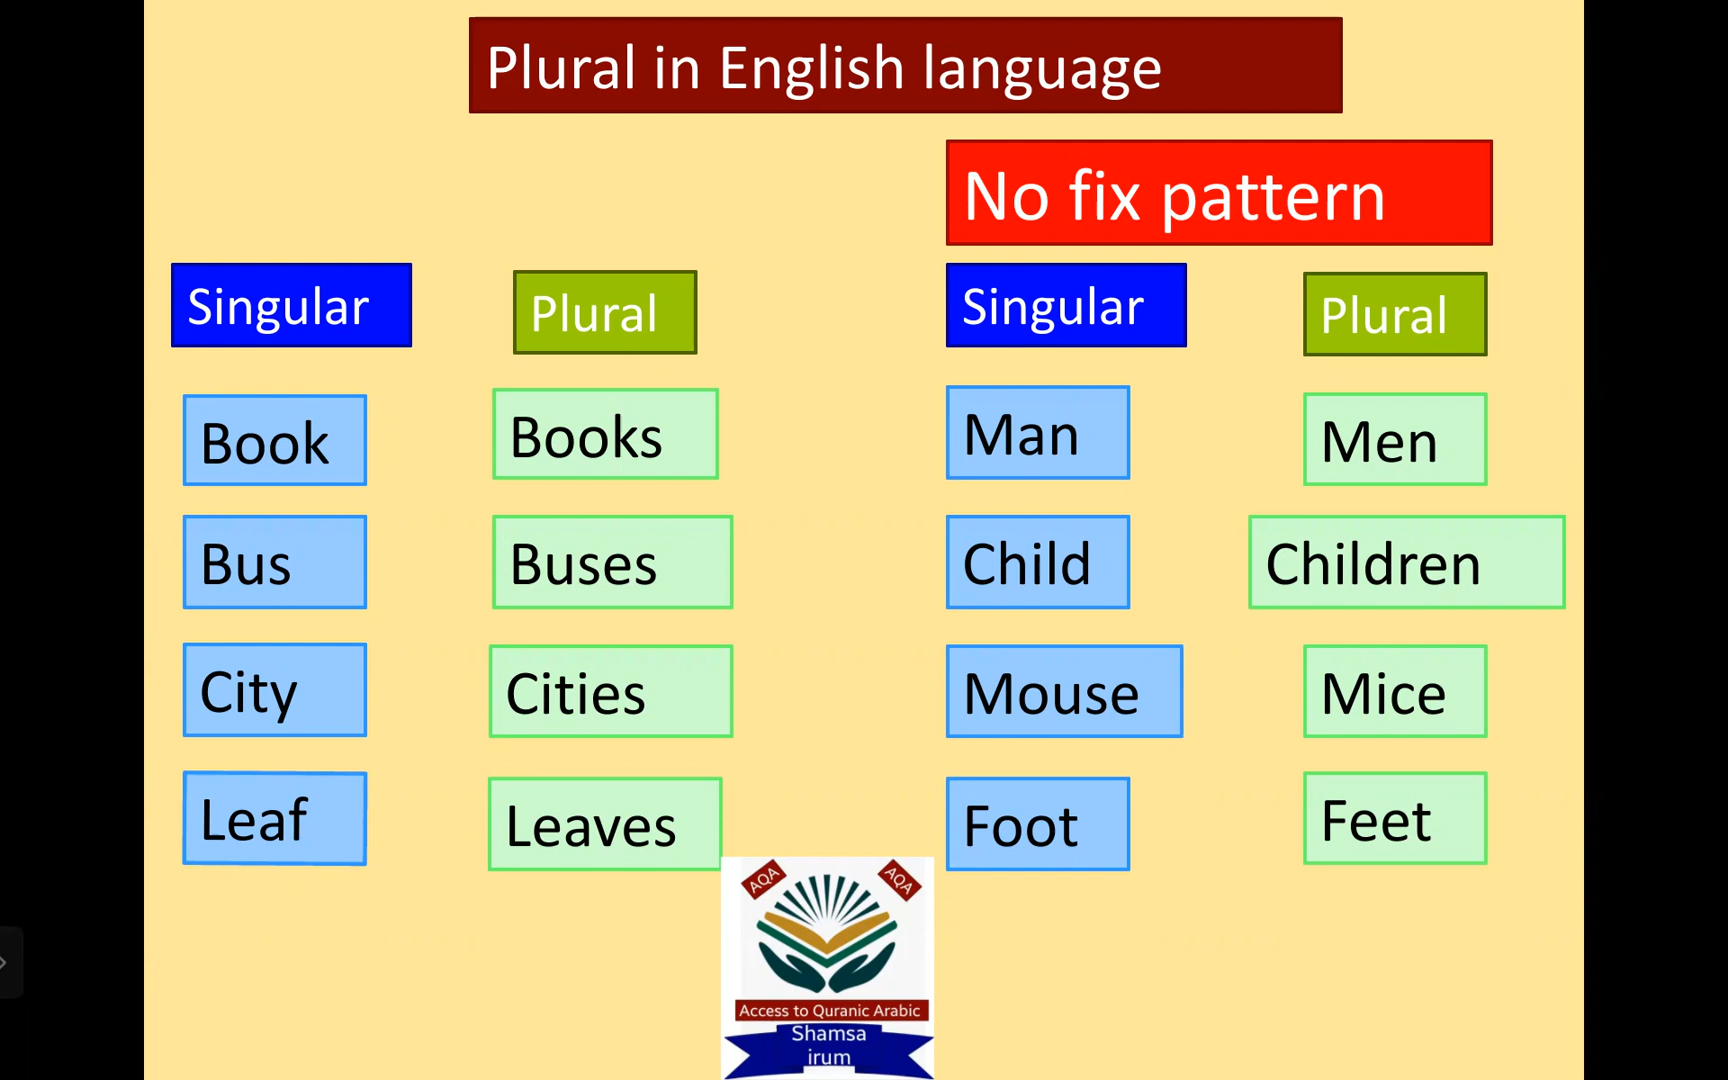 Plural in English language
No fix pattern
Singular
Plural
Singular
Plural
Book
Books
Man
Men
Bus
Buses
Child
Children
City
Cities
Mouse
Mice
Leaf
Leaves
Foot
Feet
AQA
AQA
Access to Quranic Arabic
Shamsa
irum